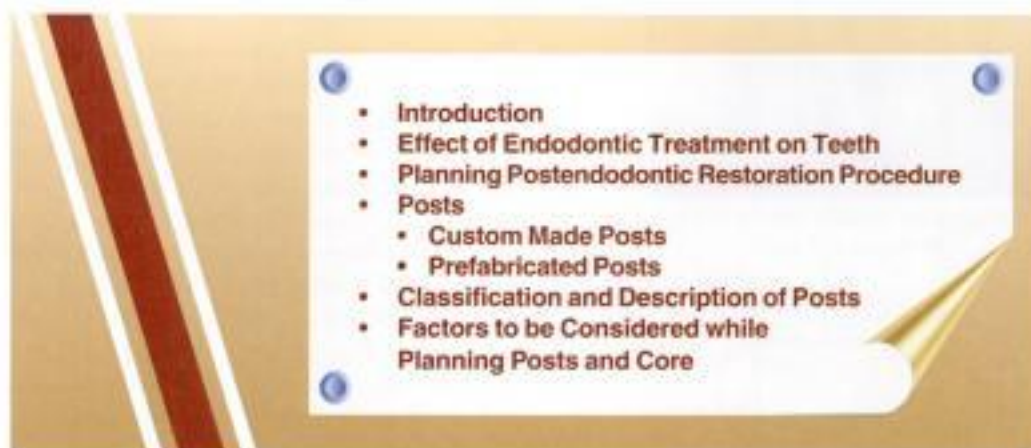 • Introduction
• Effect of Endodontic Treatment on Teeth
• Planning Postendodontic Restoration Procedure
• Posts
• Custom Made Posts
• Prefabricated Posts
• Classification and Description of Posts
• Factors to be Considered while
Planning Posts and Core